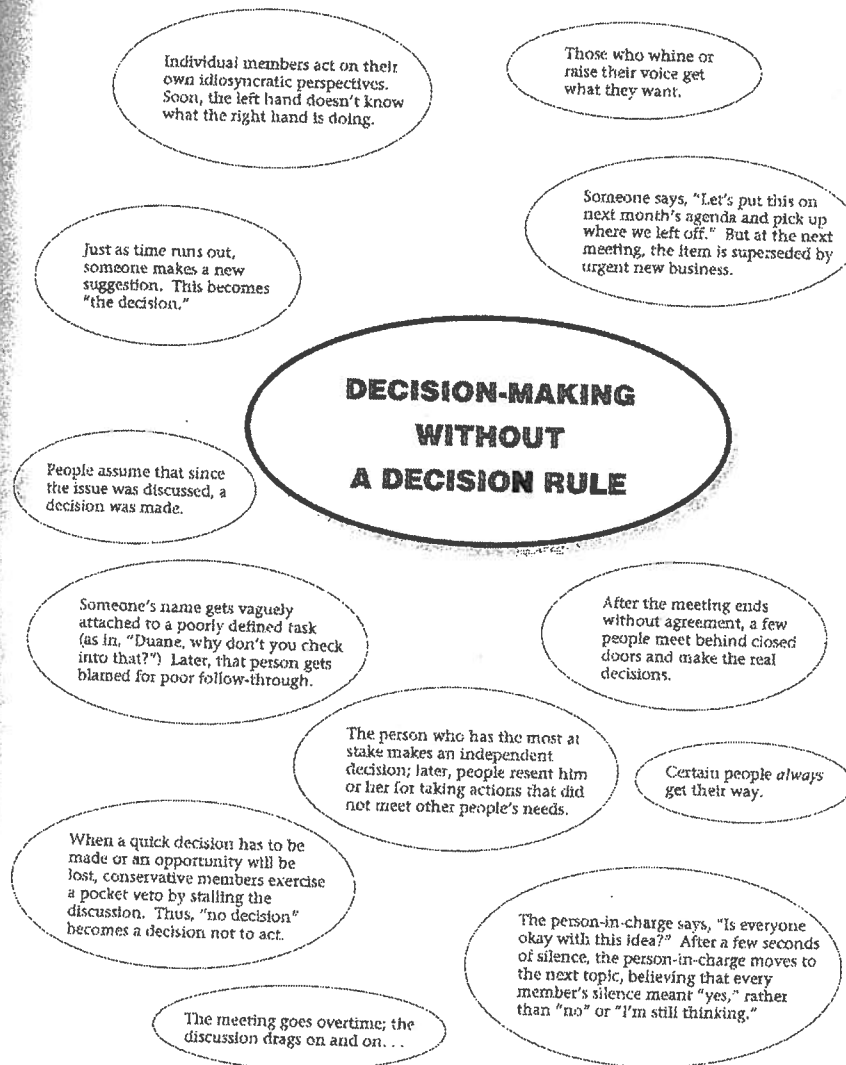 Individual members act on their
own idiosyncratic perspectives.
Soon, the left hand doesn't know
what the right hand is doing.
Those who whine or
raise their voice get
what they want.
Someone says, "Let's put this on
next month's agenda and pick up
where we left off." But at the next
meeting, the item is superseded by
urgent new business.
Just as time runs out,
someone makes a new
suggestion. This becomes
"the decision."
DECISION-MAKING
WITHOUT
A DECISION RULE
People assume that since
the issue was discussed, a
decision was made.
Someone's name gets vaguely
attached to a poorly defined task
(as in, "Duane, why don't you check
into that?") Later, that person gets
blamed for poor follow-through.
After the meeting ends
without agreement, a few
people meet behind closed
doors and make the real
decisions.
The person who has the most at
stake makes an independent
decision; later, people resent him
or her for taking actions that did
not meet other people's needs.
Certain people always
get their way.
When a quick decision has to be
made or an opportunity will be
lost, conservative members exercise
a pocket veto by stalling the
discussion. Thus, "no decision"
becomes a decision not to act.
The person-in-charge says, "Is everyone
okay with this idea?" After a few seconds
of silence, the person-in-charge moves to
the next topic, believing that every
member's silence meant "yes," rather
than "no" or "I'm still thinking."
The meeting goes overtime; the
discussion drags on and on. . .